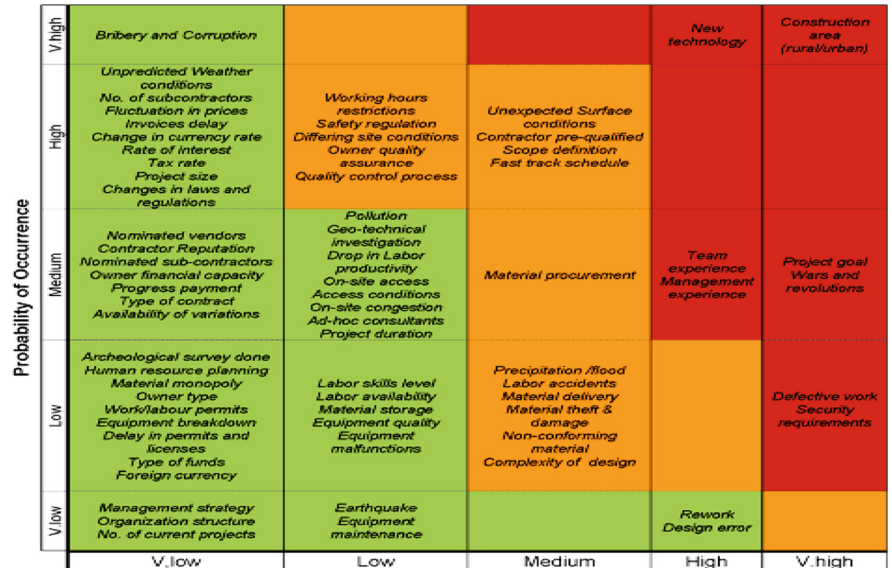 Probability of Occurrence
V.high
Bribery and Corruption
New
technology
Construction
area
(rural/urban)
High
Unpredicted Weather
conditions
No. of subcontractors
Fluctuation in prices
Invoices delay
Change in currency rate
Rate of interest
Tax rate
Project size
Changes in laws and
regulations
Working hours
restrictions
Safety regulation
Differing site conditions
Owner quality
assurance
Quality control process
Unexpected Surface
conditions
Contractor pre-qualified
Scope definition
Fast track schedule
Medium
Nominated vendors
Contractor Reputation
Nominated sub-contractors
Owner financial capacity
Progress payment
Type of contract
Availability of variations
Pollution
Geo-technical
investigation
Drop in Labor
productivity
On-site access
Access conditions
On-site congestion
Ad-hoc consultants
Project duration
Material procurement
Team
experience
Management
experience
Project goal
Wars and
revolutions
Low
Archeological survey done
Human resource planning
Material monopoly
Owner type
Work/labour permits
Equipment breakdown
Delay in permits and
licenses
Type of funds
Foreign currency
Labor skills level
Labor availability
Material storage
Equipment quality
Equipment
malfunctions
Precipitation /flood
Labor accidents
Material delivery
Material theft &
damage
Non-conforming
material
Complexity of design
Defective work
Security
requirements
V.low
Management strategy
Organization structure
No. of current projects
Earthquake
Equipment
maintenance
Rework
Design error
V.low
Low
Medium
High
V.high